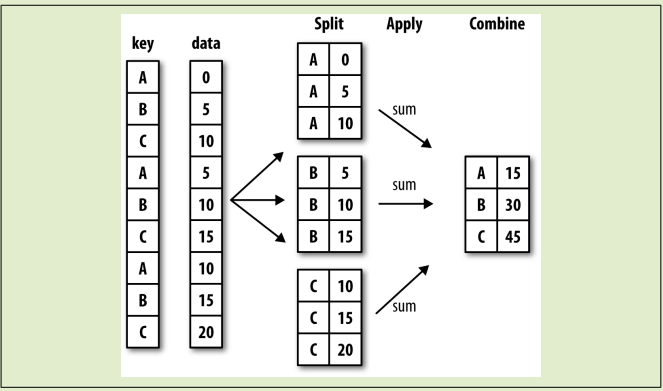 Split Apply Combine
key data
A 0
B 5
C 10
A 5
B 10
C 15
A 10
B 15
C 20
A 0
A 5
A 10
B 5
B 10
B 15
C 10
C 15
C 20
sum
sum
sum
A 15
B 30
C 45